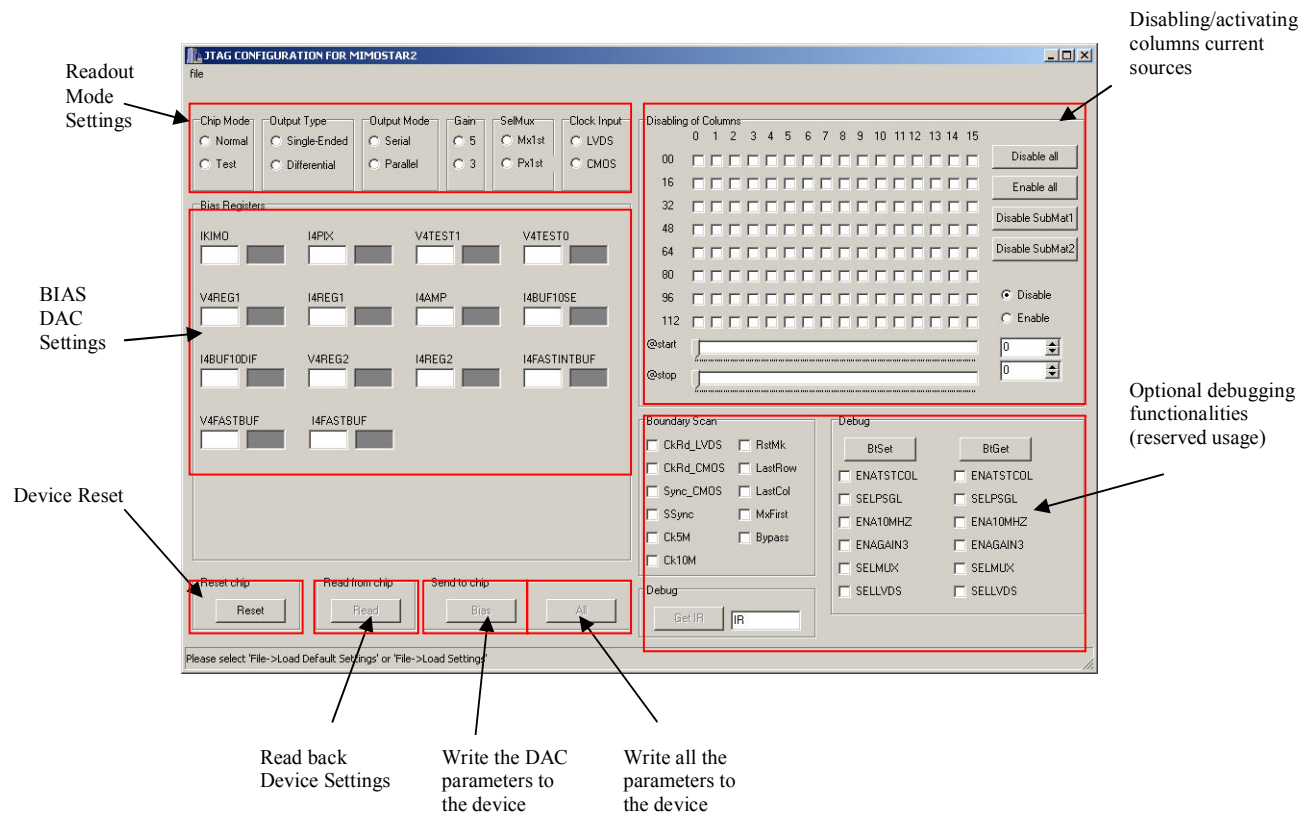 Disabling/activating
columns current
sources
JTAG CONFIGURATION FOR MIMOSTAR2
File
Readout
Mode
Settings
Chip Mode Output Type Output Mode Gain SelMux Clock Input
Normal Single-Ended Serial 5 Mx1st LVDS
Test Differential Parallel 3 Px1st CMOS
Disabling of Columns
0 1 2 3 4 5 6 7 8 9 10 11 12 13 14 15
00
16
32
48
64
80
96
112
Disable all
Enable all
Disable SubMat1
Disable SubMat2
Disable
Enable
@start 0
@stop 0
Bias Registers
IKIMO I4PIX V4TEST1 V4TEST0
V4REG1 I4REG1 I4AMP I4BUF10SE
I4BUF10DIF V4REG2 I4REG2 I4FASTINTBUF
V4FASTBUF I4FASTBUF
BIAS
DAC
Settings
Optional debugging
functionalities
(reserved usage)
Boundary Scan
CkRd_LVDS RstMk
CkRd_CMOS LastRow
Sync_CMOS LastCol
SSync MxFirst
Ck5M Bypass
Ck10M
Debug
BtSet BtGet
ENATSTCOL ENATSTCOL
SELPSGL SELPSGL
ENA10MHZ ENA10MHZ
ENAGAIN3 ENAGAIN3
SELMUX SELMUX
SELLVDS SELLVDS
Debug
Get IR IR
Device Reset
Reset chip Read from chip Send to chip
Reset Read Bias All
Please select 'File->Load Default Settings' or 'File->Load Settings'
Read back
Device Settings
Write the DAC
parameters to
the device
Write all the
parameters to
the device